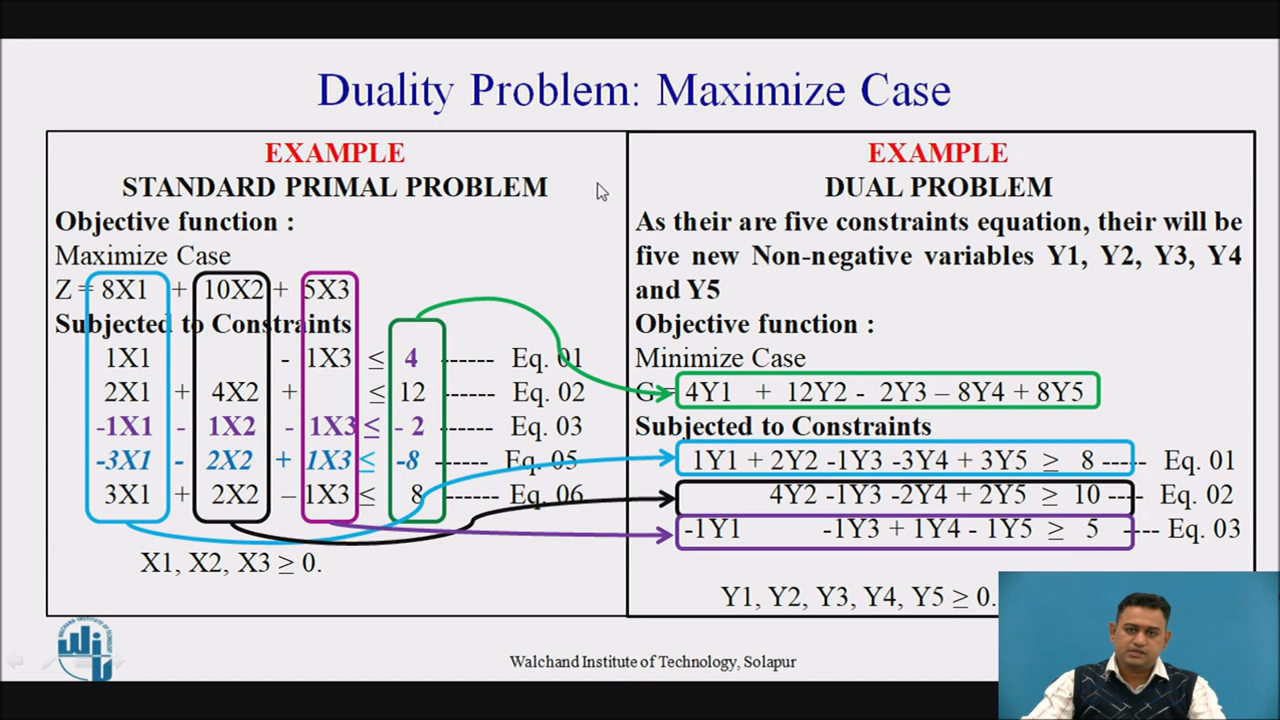 Duality Problem: Maximize Case
EXAMPLE
STANDARD PRIMAL PROBLEM
Objective function :
Maximize Case
Z = 8X1 + 10X2 + 5X3
Subjected to Constraints
1X1 - 1X3 ≤ 4 ------ Eq. 01
2X1 + 4X2 + ≤ 12 ------ Eq. 02
-1X1 - 1X2 - 1X3 ≤ - 2 ------ Eq. 03
-3X1 - 2X2 + 1X3 ≤ -8 ------ Eq. 05
3X1 + 2X2 – 1X3 ≤ 8 ------ Eq. 06
X1, X2, X3 ≥ 0.
EXAMPLE
DUAL PROBLEM
As their are five constraints equation, their will be
five new Non-negative variables Y1, Y2, Y3, Y4
and Y5
Objective function :
Minimize Case
G = 4Y1 + 12Y2 - 2Y3 – 8Y4 + 8Y5
Subjected to Constraints
1Y1 + 2Y2 -1Y3 -3Y4 + 3Y5 ≥ 8 ----- Eq. 01
4Y2 -1Y3 -2Y4 + 2Y5 ≥ 10 ---- Eq. 02
-1Y1 -1Y3 + 1Y4 - 1Y5 ≥ 5 ---- Eq. 03
Y1, Y2, Y3, Y4, Y5 ≥ 0.
Walchand Institute of Technology, Solapur